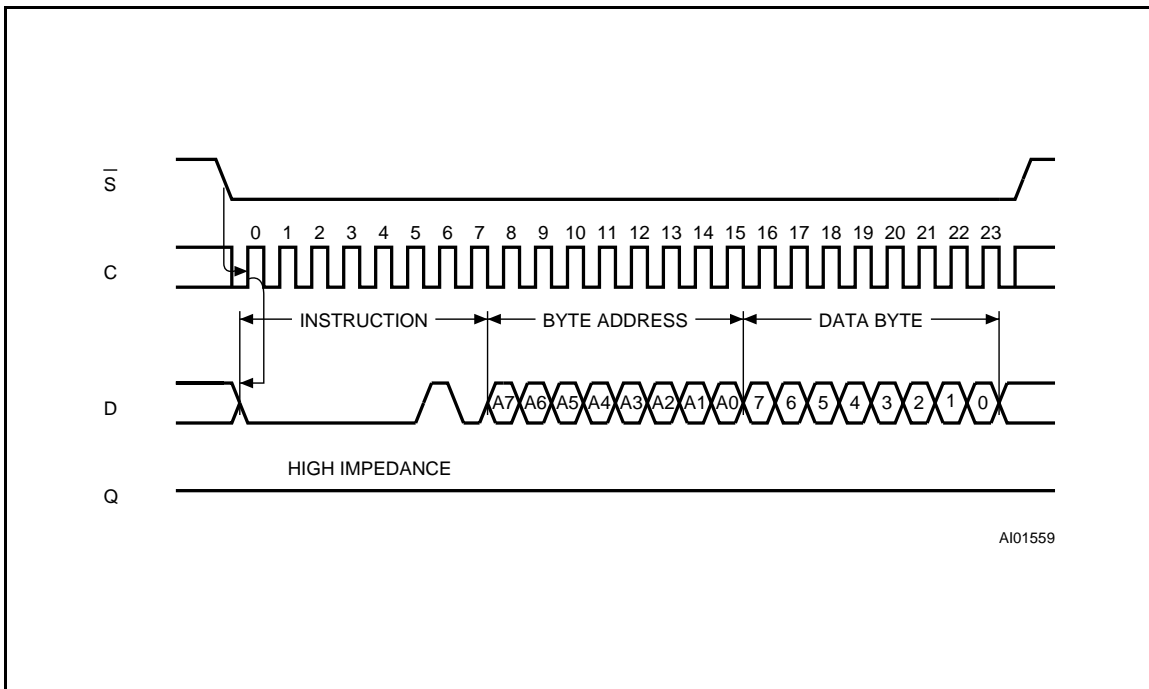 S̅
0 1 2 3 4 5 6 7 8 9 10 11 12 13 14 15 16 17 18 19 20 21 22 23
C
INSTRUCTION BYTE ADDRESS DATA BYTE
D A7 A6 A5 A4 A3 A2 A1 A0 7 6 5 4 3 2 1 0
HIGH IMPEDANCE
Q
AI01559